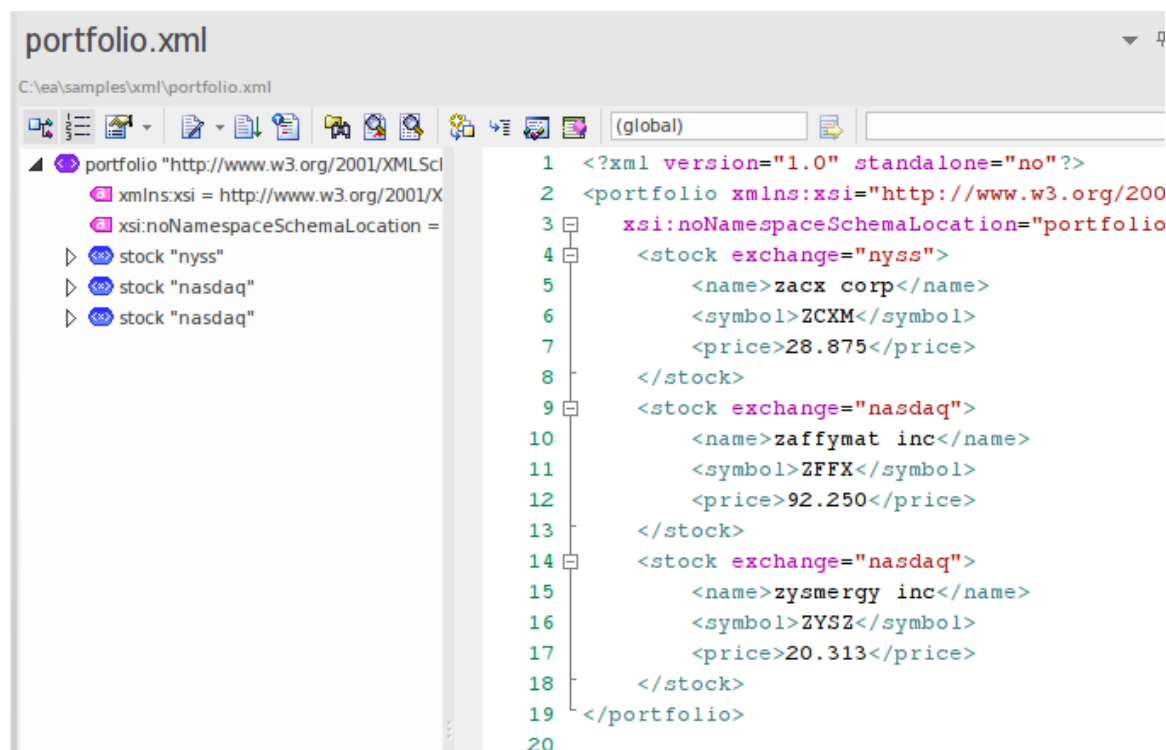 portfolio.xml
C:\ea\samples\xml\portfolio.xml
(global)
portfolio "http://www.w3.org/2001/XMLScl
xmlns:xsi = http://www.w3.org/2001/X
xsi:noNamespaceSchemaLocation =
stock "nyss"
stock "nasdaq"
stock "nasdaq"
1 <?xml version="1.0" standalone="no"?>
2 <portfolio xmlns:xsi="http://www.w3.org/200
3 xsi:noNamespaceSchemaLocation="portfolio
4 <stock exchange="nyss">
5 <name>zacx corp</name>
6 <symbol>ZCXM</symbol>
7 <price>28.875</price>
8 </stock>
9 <stock exchange="nasdaq">
10 <name>zaffymat inc</name>
11 <symbol>ZFFX</symbol>
12 <price>92.250</price>
13 </stock>
14 <stock exchange="nasdaq">
15 <name>zysmergy inc</name>
16 <symbol>ZYSZ</symbol>
17 <price>20.313</price>
18 </stock>
19 </portfolio>
20